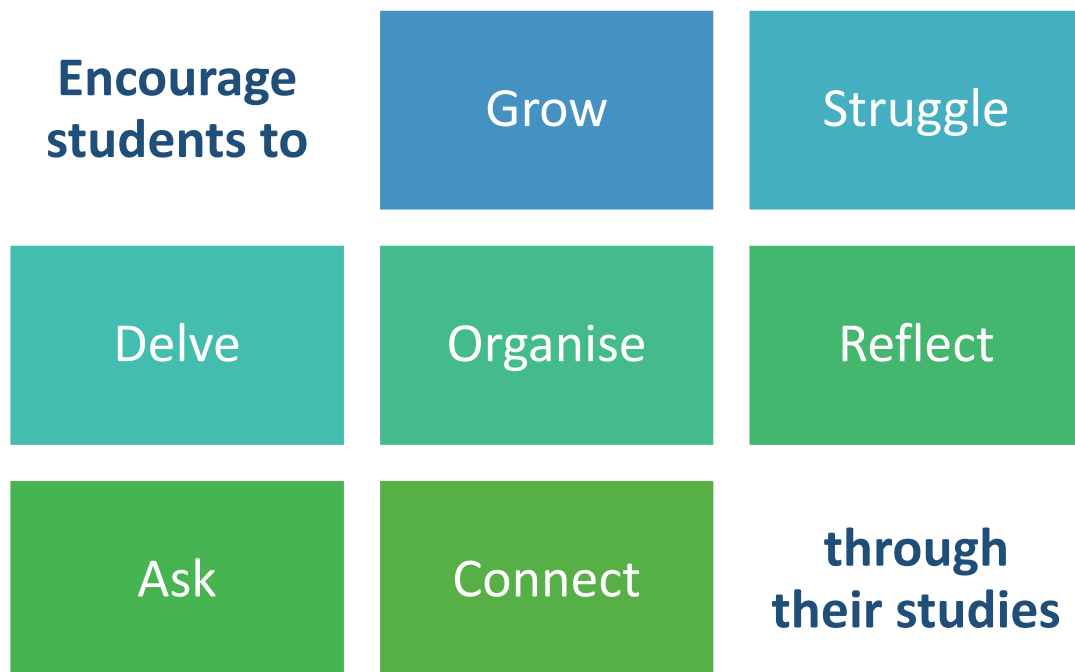 Encourage
students to
Grow
Struggle
Delve
Organise
Reflect
Ask
Connect
through
their studies